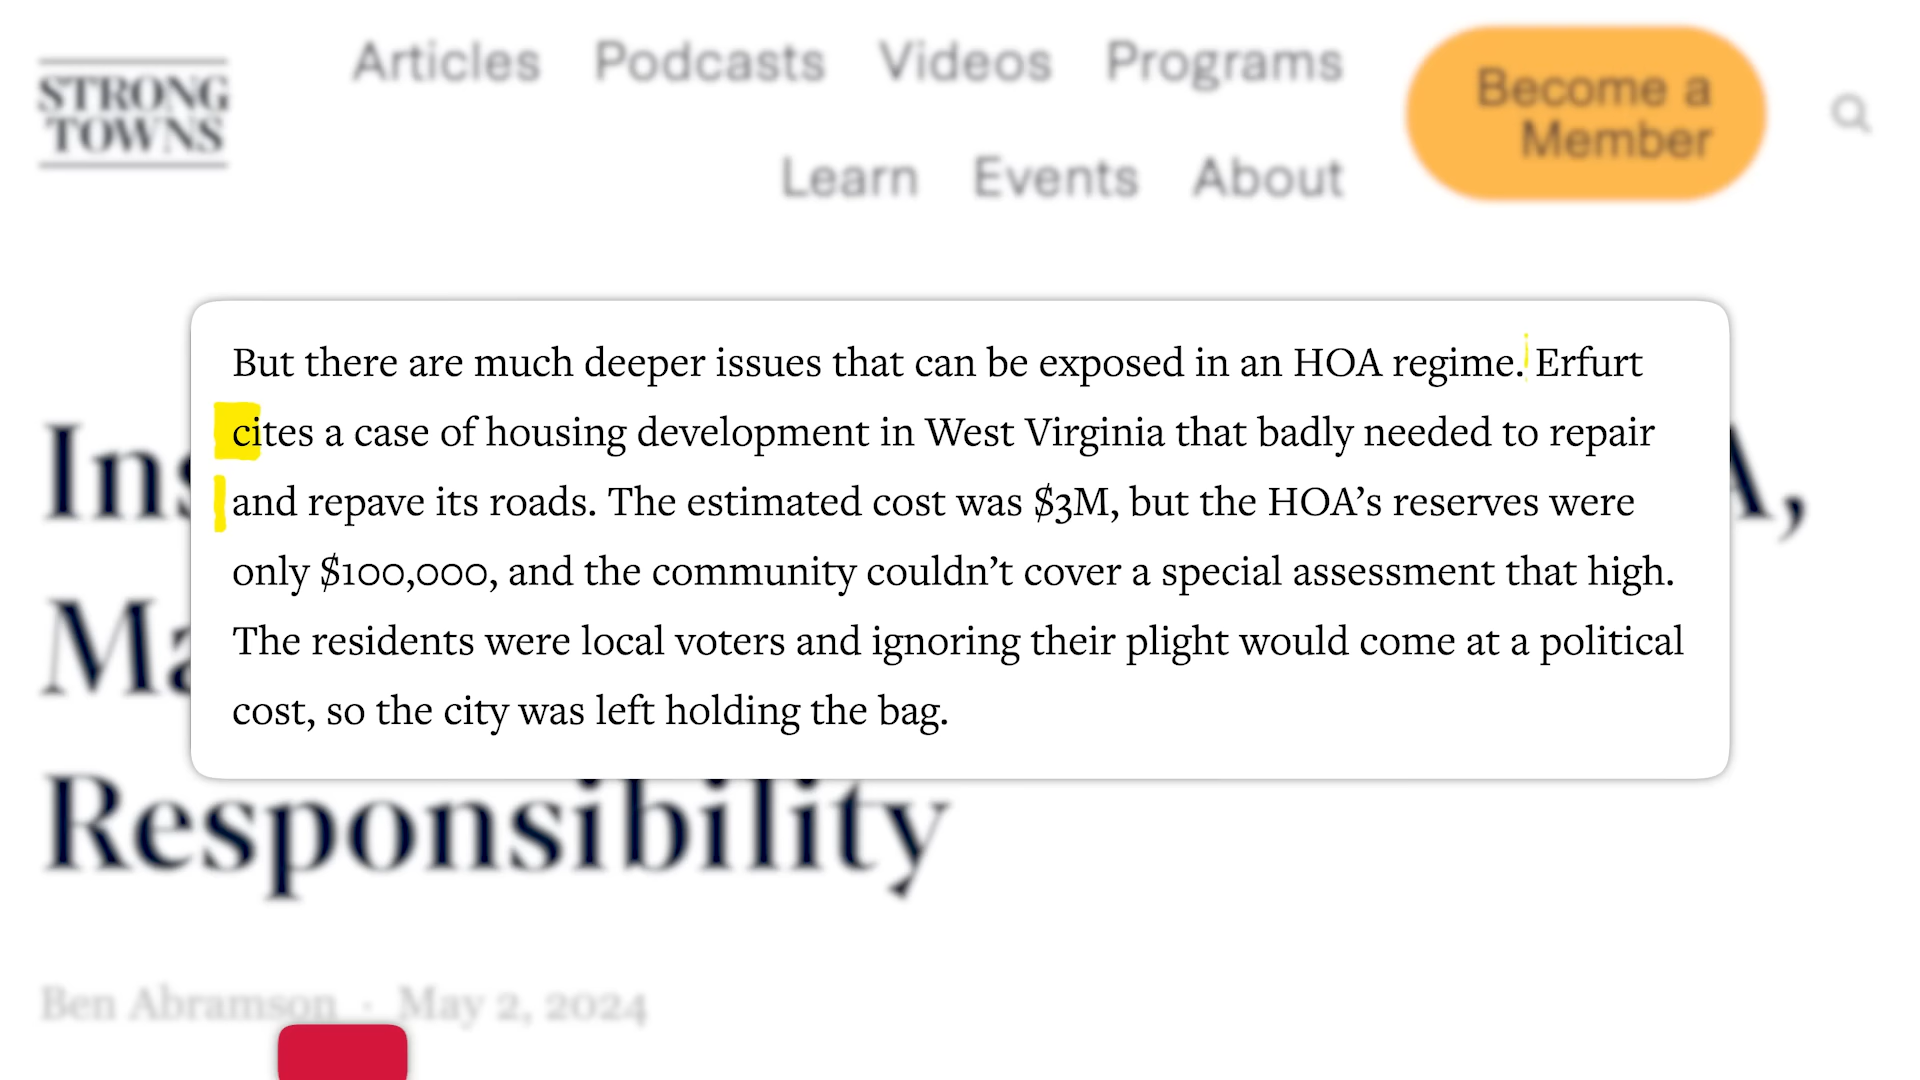 STRONG
TOWNS
Articles Podcasts Videos Programs
Learn Events About
Become a
Member
But there are much deeper issues that can be exposed in an HOA regime. Erfurt
cites a case of housing development in West Virginia that badly needed to repair
and repave its roads. The estimated cost was $3M, but the HOA’s reserves were
only $100,000, and the community couldn’t cover a special assessment that high.
The residents were local voters and ignoring their plight would come at a political
cost, so the city was left holding the bag.
Responsibility
Ben Abramson · May 2, 2024